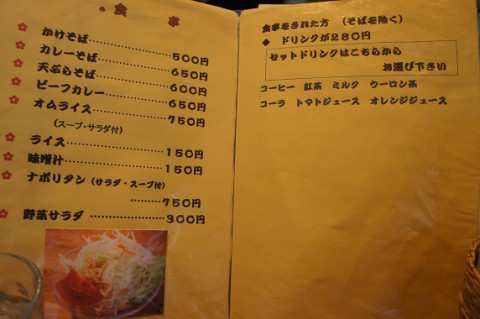 食事
かけそば………………500円
カレーそば……………650円
天ぷらそば……………600円
ビーフカレー…………650円
オムライス……………750円
(スープ・サラダ付)
ライス…………………150円
味噌汁…………………150円
ナポリタン(サラダ・スープ付)
……………750円
野菜サラダ……………300円
食事をされた方 (そばを除く)
◆ ドリンクが280円
セットドリンクはこちらから
お選び下さい
コーヒー 紅茶 ミルク ウーロン茶
コーラ トマトジュース オレンジジュース